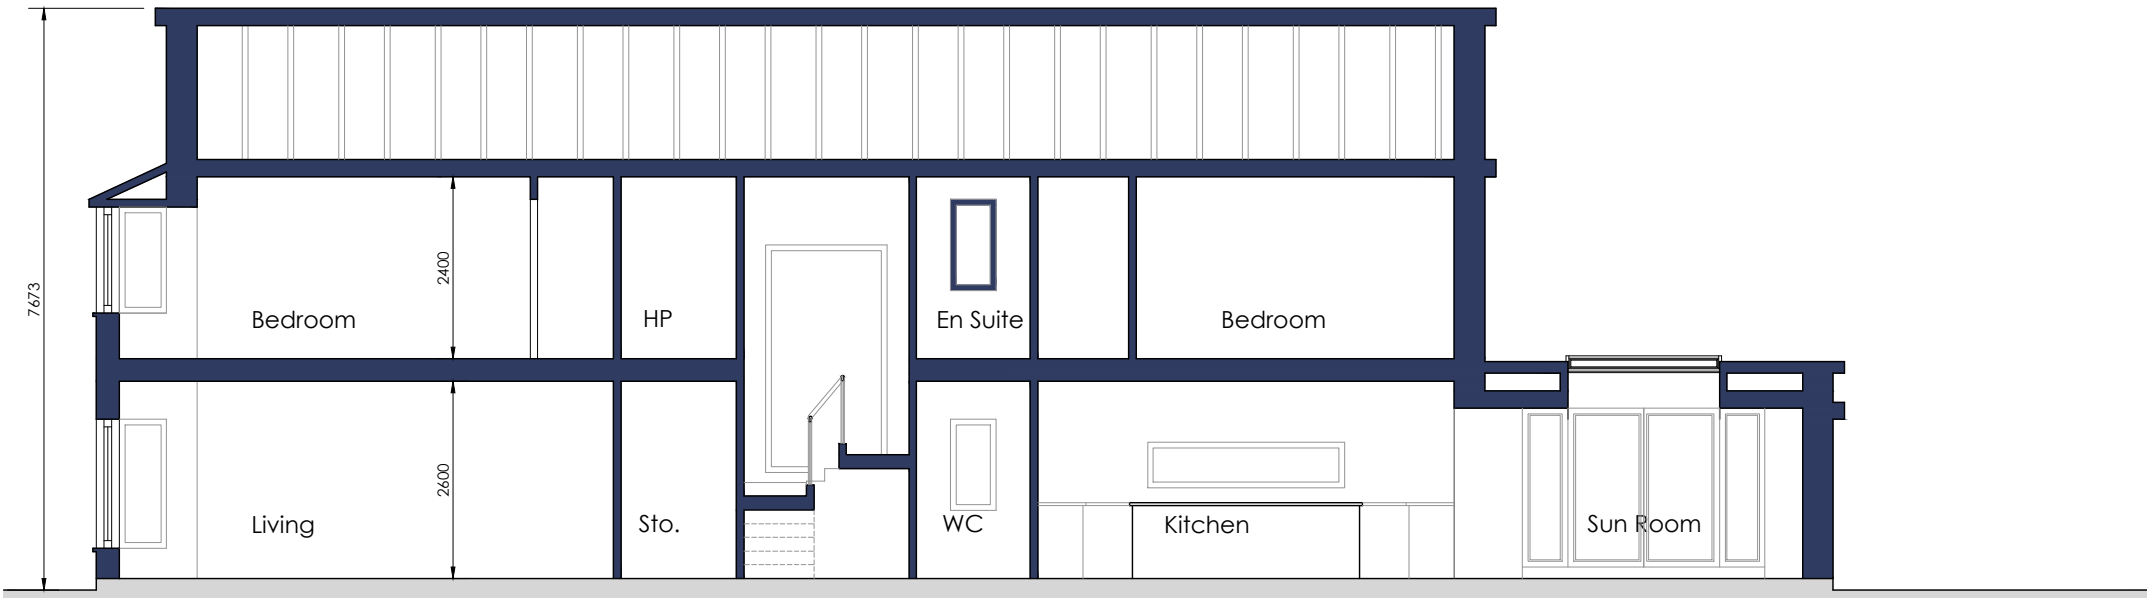 7673
2400
Bedroom
HP
En Suite
Bedroom
2600
Living
Sto.
WC
Kitchen
Sun Room